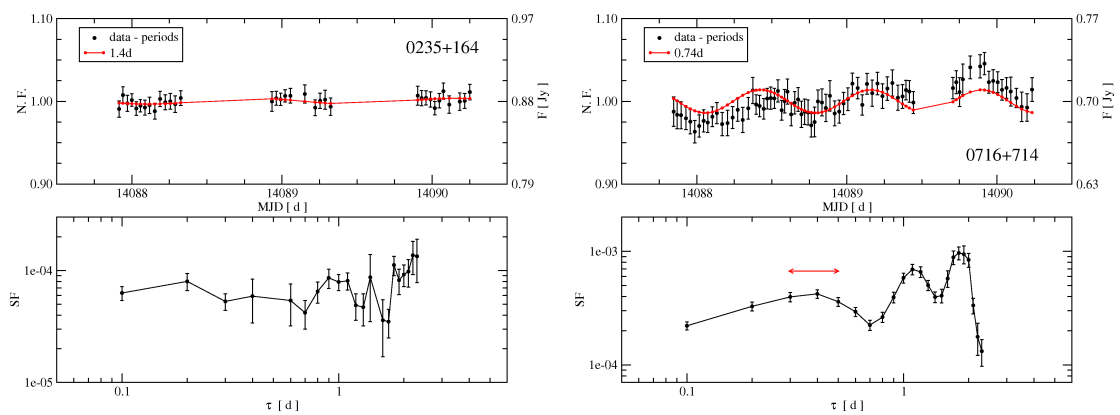 1.10
1.00
0.90
N. F.
data - periods
1.4d
0235+164
0.97
0.88
0.79
F [ Jy ]
14088
14089
14090
MJD [ d ]
1e-04
1e-05
SF
0.1
1
τ [ d ]
1.10
1.00
0.90
N. F.
data - periods
0.74d
0716+714
0.77
0.70
0.63
F [ Jy ]
14088
14089
14090
MJD [ d ]
1e-03
1e-04
SF
0.1
1
τ [ d ]